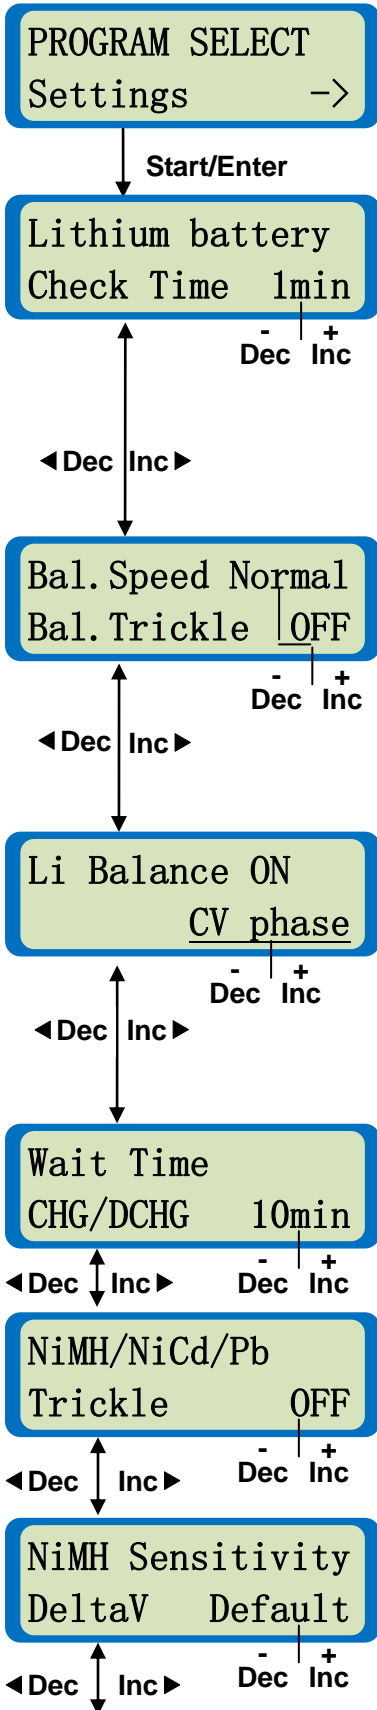 PROGRAM SELECT
Settings ->
Start/Enter
Lithium battery
Check Time 1min
- +
Dec Inc
◀ Dec Inc ▶
Bal.Speed Normal
Bal.Trickle OFF
- +
Dec Inc
◀ Dec Inc ▶
Li Balance ON
CV phase
- +
Dec Inc
◀ Dec Inc ▶
Wait Time
CHG/DCHG 10min
- +
Dec Inc
◀ Dec Inc ▶
NiMH/NiCd/Pb
Trickle OFF
- +
Dec Inc
◀ Dec Inc ▶
NiMH Sensitivity
DeltaV Default
- +
Dec Inc
◀ Dec Inc ▶